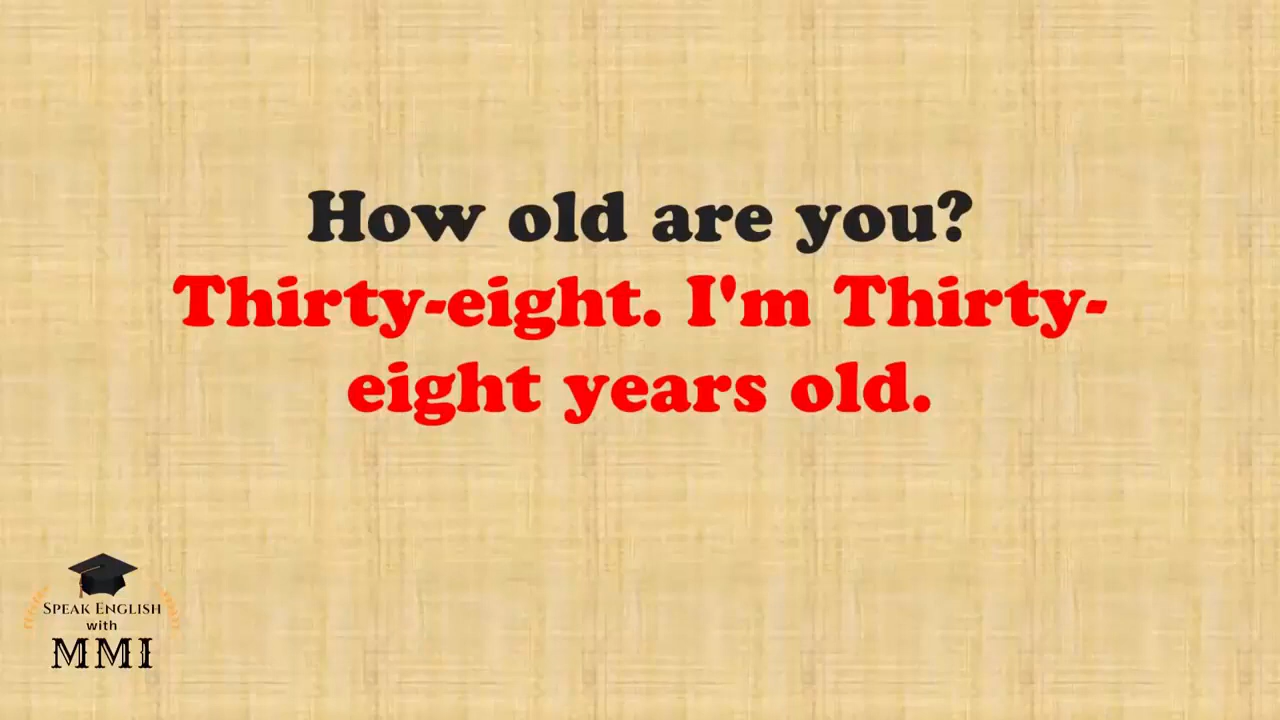 How old are you?
Thirty-eight. I'm Thirty-
eight years old.
SPEAK ENGLISH
with
MMI